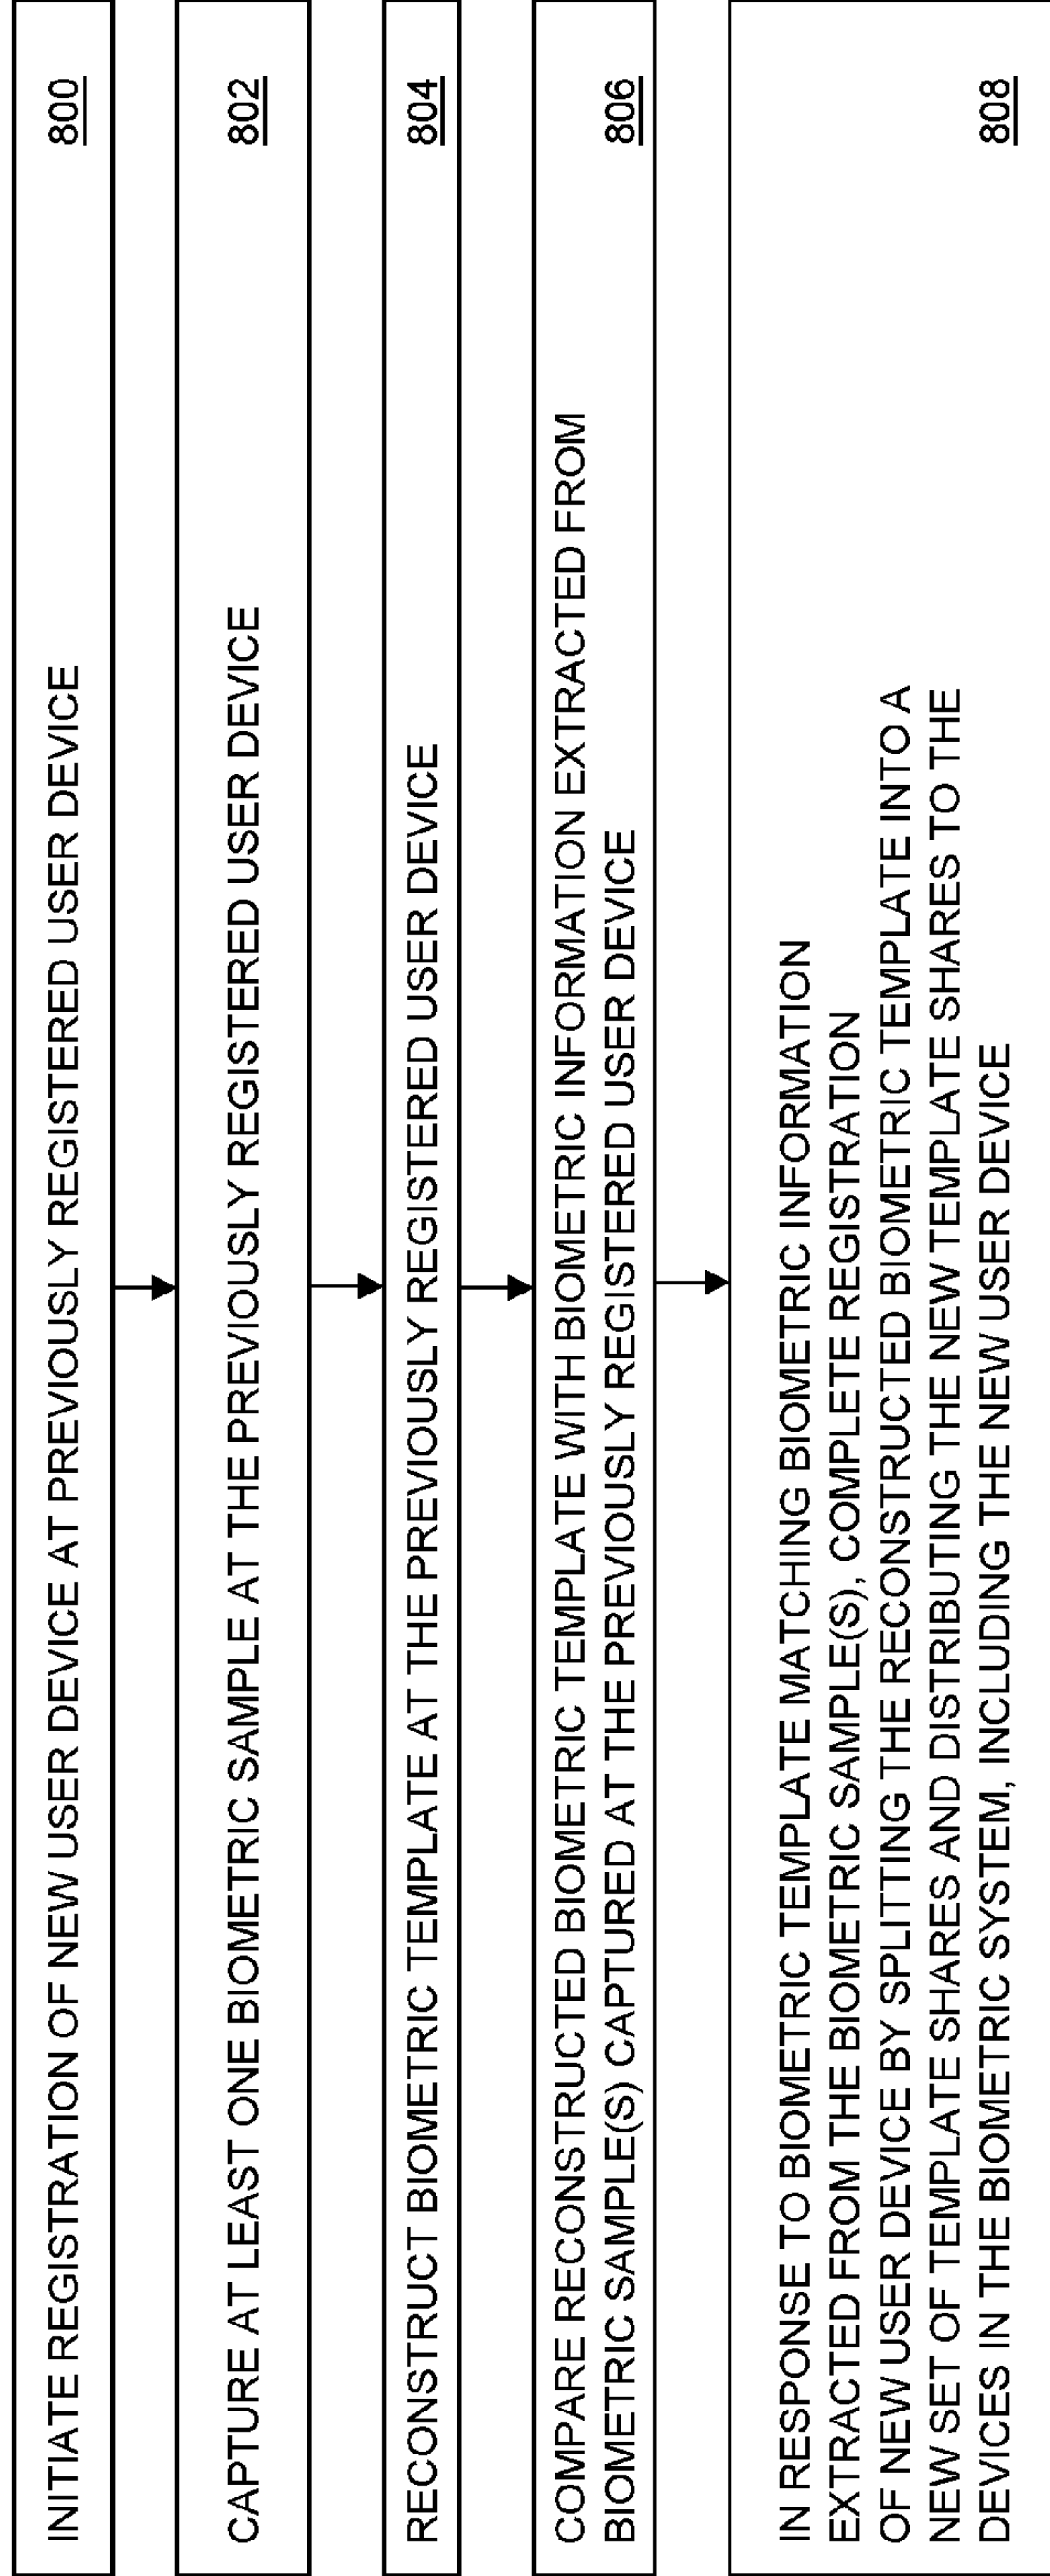 INITIATE REGISTRATION OF NEW USER DEVICE AT PREVIOUSLY REGISTERED USER DEVICE
800
CAPTURE AT LEAST ONE BIOMETRIC SAMPLE AT THE PREVIOUSLY REGISTERED USER DEVICE
802
RECONSTRUCT BIOMETRIC TEMPLATE AT THE PREVIOUSLY REGISTERED USER DEVICE
804
COMPARE RECONSTRUCTED BIOMETRIC TEMPLATE WITH BIOMETRIC INFORMATION EXTRACTED FROM
BIOMETRIC SAMPLE(S) CAPTURED AT THE PREVIOUSLY REGISTERED USER DEVICE
806
IN RESPONSE TO BIOMETRIC TEMPLATE MATCHING BIOMETRIC INFORMATION
EXTRACTED FROM THE BIOMETRIC SAMPLE(S), COMPLETE REGISTRATION
OF NEW USER DEVICE BY SPLITTING THE RECONSTRUCTED BIOMETRIC TEMPLATE INTO A
NEW SET OF TEMPLATE SHARES AND DISTRIBUTING THE NEW TEMPLATE SHARES TO THE
DEVICES IN THE BIOMETRIC SYSTEM, INCLUDING THE NEW USER DEVICE
808